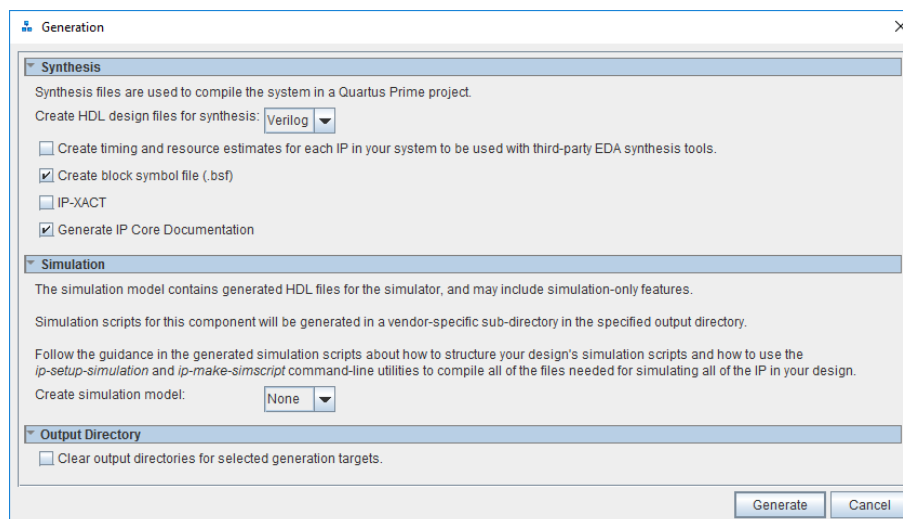 Generation
Synthesis
Synthesis files are used to compile the system in a Quartus Prime project.
Create HDL design files for synthesis: Verilog
Create timing and resource estimates for each IP in your system to be used with third-party EDA synthesis tools.
Create block symbol file (.bsf)
IP-XACT
Generate IP Core Documentation
Simulation
The simulation model contains generated HDL files for the simulator, and may include simulation-only features.
Simulation scripts for this component will be generated in a vendor-specific sub-directory in the specified output directory.
Follow the guidance in the generated simulation scripts about how to structure your design's simulation scripts and how to use the
ip-setup-simulation and ip-make-simscript command-line utilities to compile all of the files needed for simulating all of the IP in your design.
Create simulation model: None
Output Directory
Clear output directories for selected generation targets.
Generate Cancel